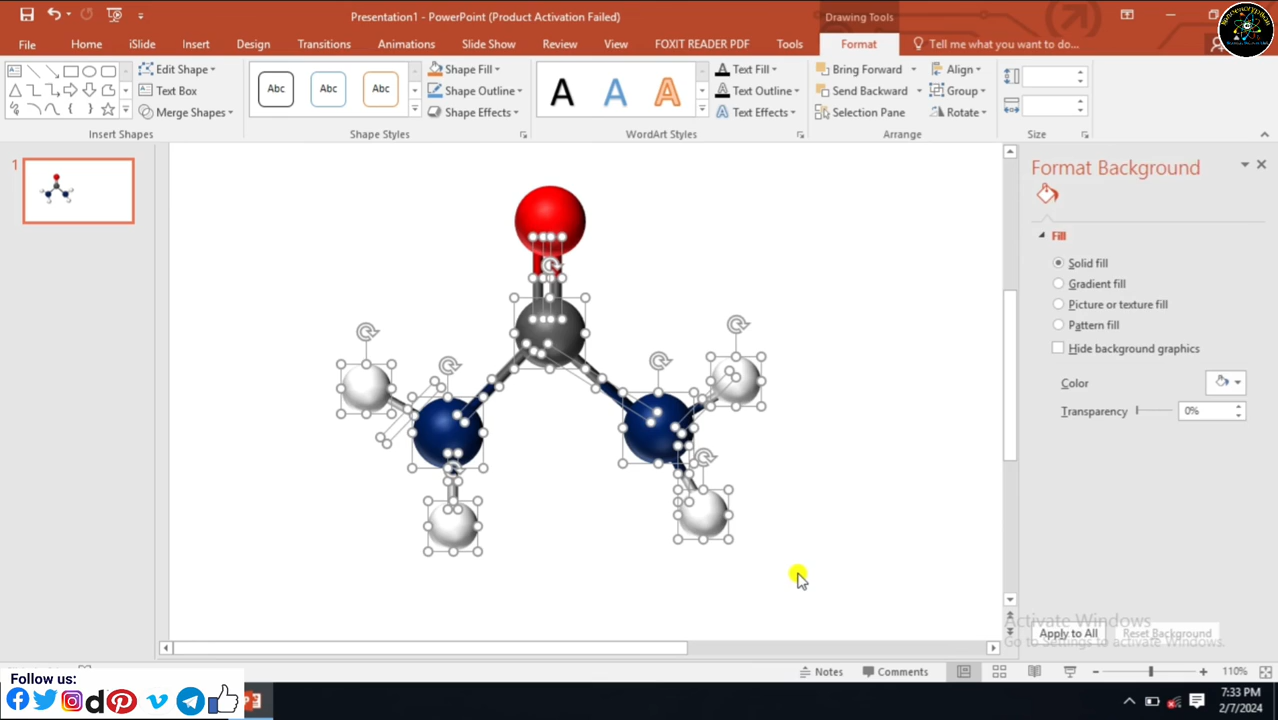 Presentation1 - PowerPoint (Product Activation Failed)
Drawing Tools
File Home iSlide Insert Design Transitions Animations Slide Show Review View FOXIT READER PDF Tools Format Tell me what you want to do...
Edit Shape
Text Box
Merge Shapes
Insert Shapes
Abc Abc Abc
Shape Fill
Shape Outline
Shape Effects
Shape Styles
A A A
Text Fill
Text Outline
Text Effects
WordArt Styles
Bring Forward
Send Backward
Selection Pane
Align
Group
Rotate
Arrange
Size
1
Format Background
Fill
Solid fill
Gradient fill
Picture or texture fill
Pattern fill
Hide background graphics
Color
Transparency 0%
Activate Windows
Go to Settings to activate Windows.
Apply to All Reset Background
Notes Comments 110%
Follow us:
7:33 PM
2/7/2024